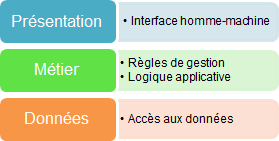 Présentation
• Interface homme-machine
Métier
• Règles de gestion
• Logique applicative
Données
• Accès aux données